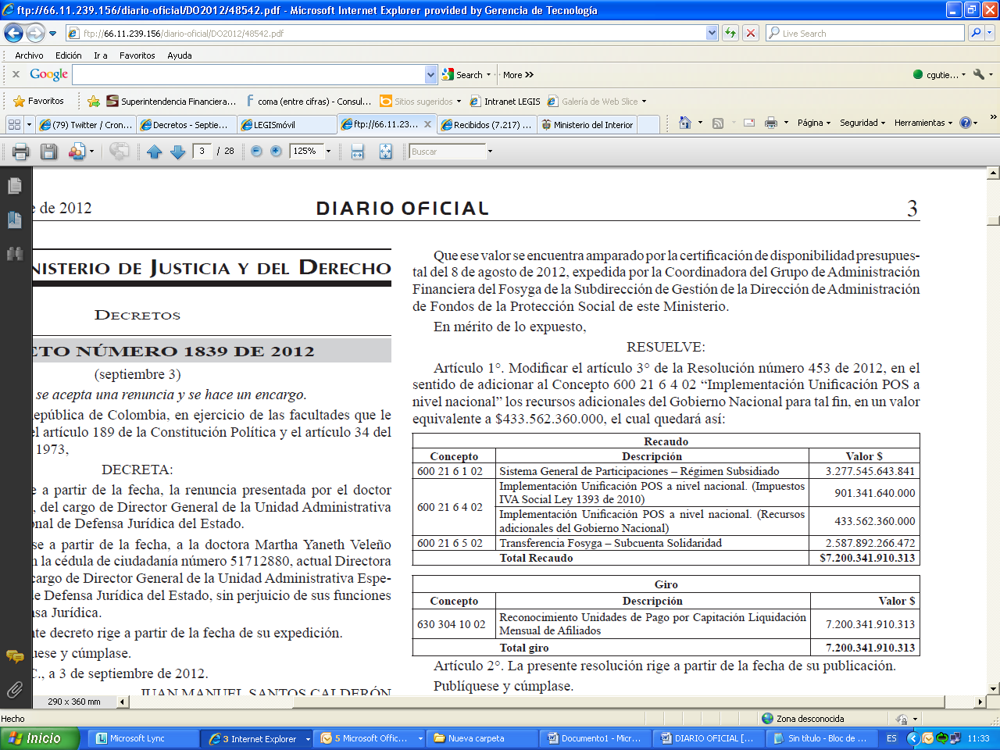 ftp://66.11.239.156/diario-oficial/DO2012/48542.pdf - Microsoft Internet Explorer provided by Gerencia de Tecnología
ftp://66.11.239.156/diario-oficial/DO2012/48542.pdf
Live Search
Archivo Edición Ir a Favoritos Ayuda
x Google Search More »
cgutie...
Favoritos Superintendencia Financiera... coma (entre cifras) - Consul... Sitios sugeridos Intranet LEGIS Galería de Web Slice
(79) Twitter / Cron... Decretos - Septie... LEGISmóvil ftp://66.11.23... Recibidos (7.217) ... Ministerio del Interior Página Seguridad Herramientas »
3 / 28 125% Buscar
e de 2012 DIARIO OFICIAL 3
NISTERIO DE JUSTICIA Y DEL DERECHO
DECRETOS
ETO NÚMERO 1839 DE 2012
(septiembre 3)
se acepta una renuncia y se hace un encargo.
epública de Colombia, en ejercicio de las facultades que le
el artículo 189 de la Constitución Política y el artículo 34 del
1973,
DECRETA:
e a partir de la fecha, la renuncia presentada por el doctor
, del cargo de Director General de la Unidad Administrativa
onal de Defensa Jurídica del Estado.
se a partir de la fecha, a la doctora Martha Yaneth Veleño
n la cédula de ciudadanía número 51712880, actual Directora
cargo de Director General de la Unidad Administrativa Espe-
le Defensa Jurídica del Estado, sin perjuicio de sus funciones
nsa Jurídica.
nte decreto rige a partir de la fecha de su expedición.
uese y cúmplase.
C., a 3 de septiembre de 2012.
JUAN MANUEL SANTOS CALDERÓN
Que ese valor se encuentra amparado por la certificación de disponibilidad presupues-
tal del 8 de agosto de 2012, expedida por la Coordinadora del Grupo de Administración
Financiera del Fosyga de la Subdirección de Gestión de la Dirección de Administración
de Fondos de la Protección Social de este Ministerio.
En mérito de lo expuesto,
RESUELVE:
Artículo 1°. Modificar el artículo 3° de la Resolución número 453 de 2012, en el
sentido de adicionar al Concepto 600 21 6 4 02 “Implementación Unificación POS a
nivel nacional” los recursos adicionales del Gobierno Nacional para tal fin, en un valor
equivalente a $433.562.360.000, el cual quedará así:
Recaudo
Concepto Descripción Valor $
600 21 6 1 02 Sistema General de Participaciones – Régimen Subsidiado 3.277.545.643.841
600 21 6 4 02 Implementación Unificación POS a nivel nacional. (Impuestos
IVA Social Ley 1393 de 2010) 901.341.640.000
Implementación Unificación POS a nivel nacional. (Recursos
adicionales del Gobierno Nacional) 433.562.360.000
600 21 6 5 02 Transferencia Fosyga – Subcuenta Solidaridad 2.587.892.266.472
Total Recaudo $7.200.341.910.313
Giro
Concepto Descripción Valor $
630 304 10 02 Reconocimiento Unidades de Pago por Capitación Liquidación
Mensual de Afiliados 7.200.341.910.313
Total giro 7.200.341.910.313
Artículo 2°. La presente resolución rige a partir de la fecha de su publicación.
Publíquese y cúmplase.
290 x 360 mm
Hecho Zona desconocida
Inicio Microsoft Lync 3 Internet Explorer 5 Microsoft Offic... Nueva carpeta Documento1 - Micr... DIARIO OFICIAL [... Sin título - Bloc de ... ES 11:33